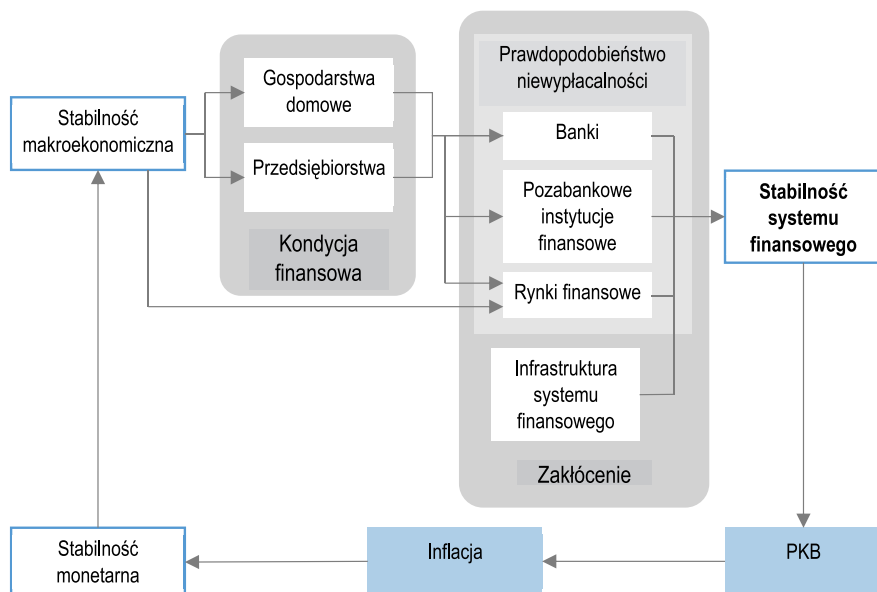 Stabilność
makroekonomiczna
Gospodarstwa
domowe
Przedsiębiorstwa
Kondycja
finansowa
Prawdopodobieństwo
niewypłacalności
Banki
Pozabankowe
instytucje
finansowe
Rynki finansowe
Infrastruktura
systemu
finansowego
Zakłócenie
Stabilność
systemu
finansowego
Stabilność
monetarna
Inflacja
PKB